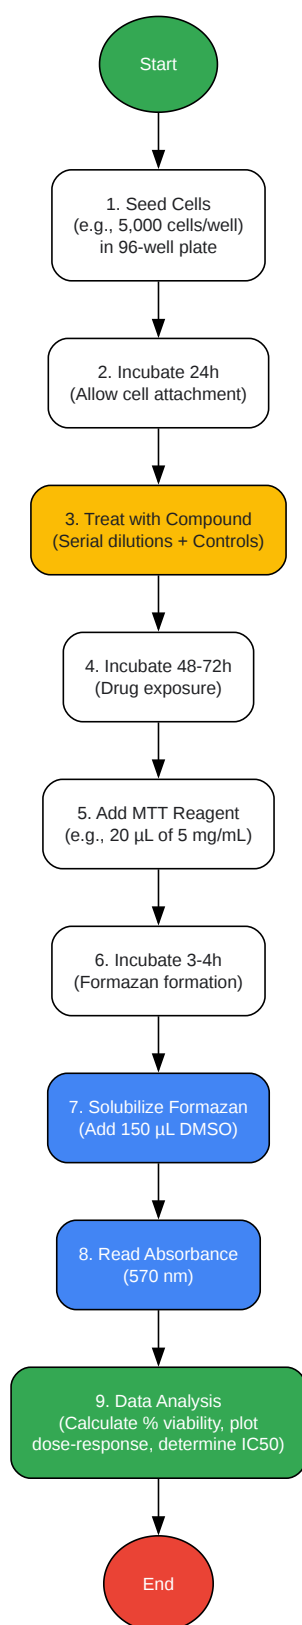 Start
1. Seed Cells
(e.g., 5,000 cells/well)
in 96-well plate
2. Incubate 24h
(Allow cell attachment)
3. Treat with Compound
(Serial dilutions + Controls)
4. Incubate 48-72h
(Drug exposure)
5. Add MTT Reagent
(e.g., 20 µL of 5 mg/mL)
6. Incubate 3-4h
(Formazan formation)
7. Solubilize Formazan
(Add 150 µL DMSO)
8. Read Absorbance
(570 nm)
9. Data Analysis
(Calculate % viability, plot
dose-response, determine IC50)
End